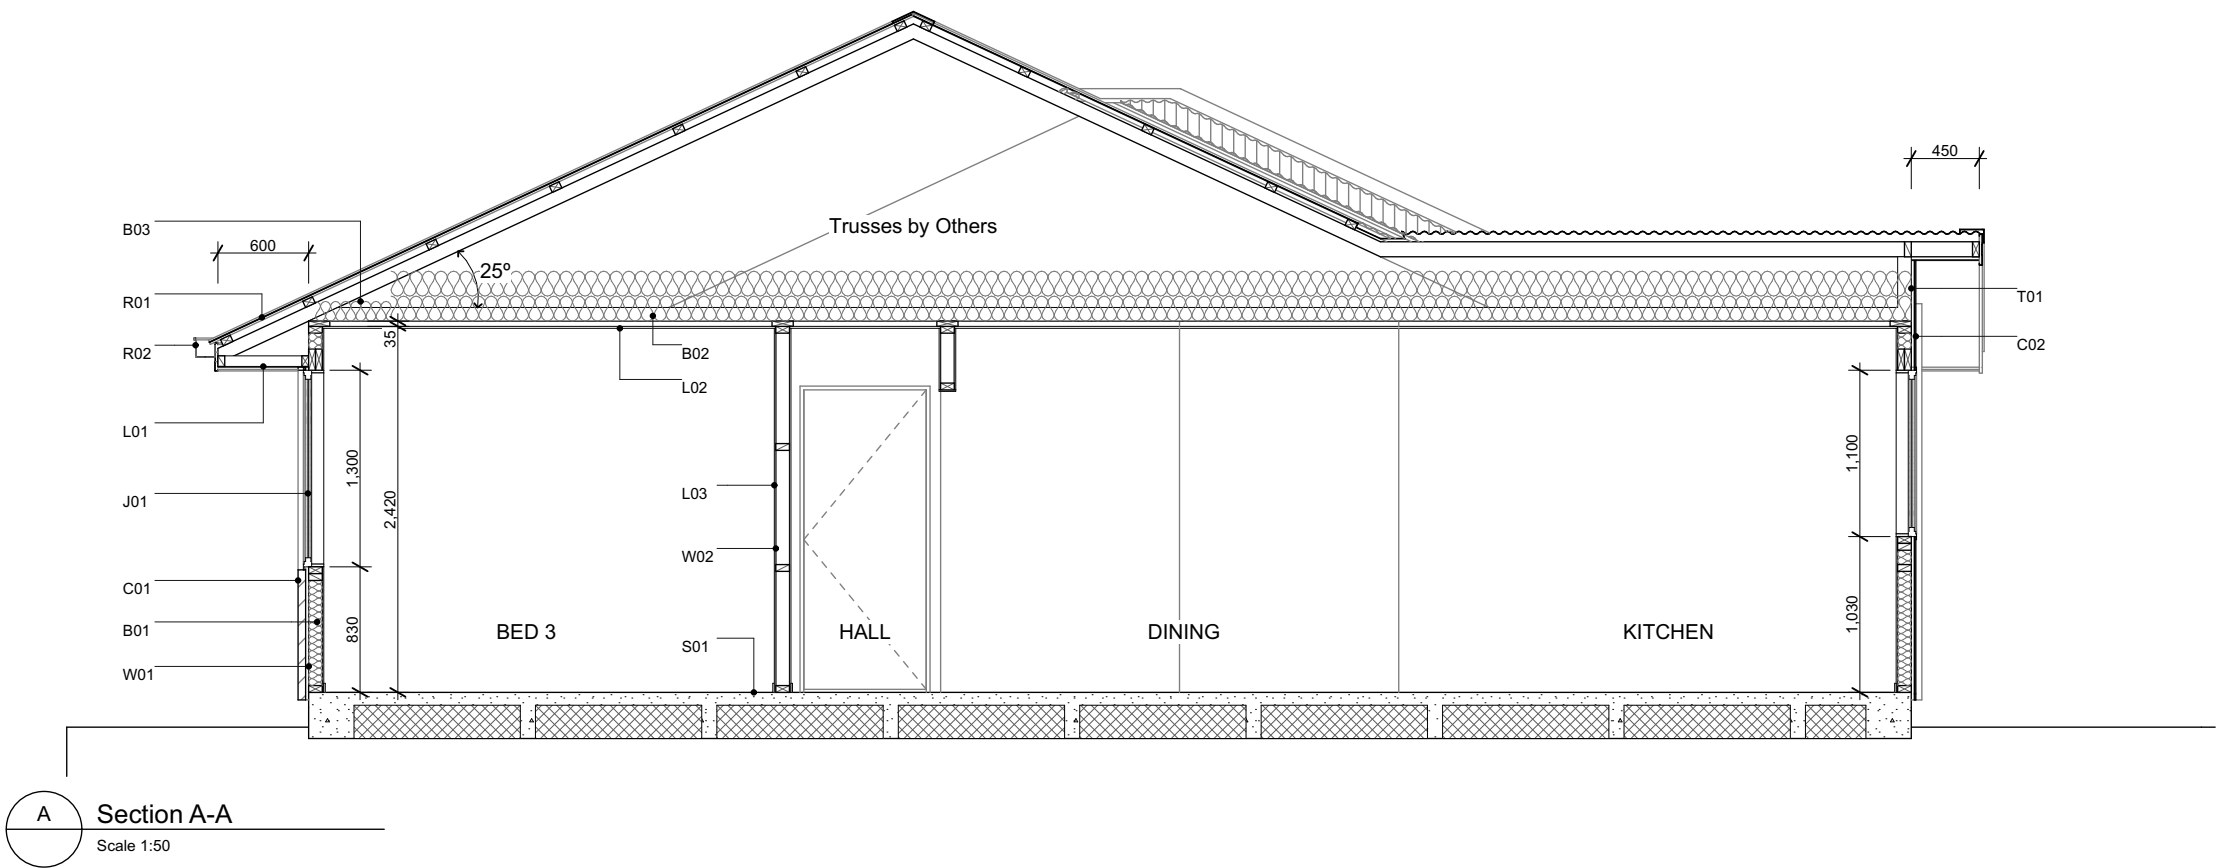 450
Trusses by Others
B03
600
25º
R01
T01
R02
35
B02
C02
L02
L01
1,300
2,420
1,100
J01
L03
W02
C01
B01
830
BED 3
HALL
DINING
KITCHEN
1,030
S01
W01
A
Section A-A
Scale 1:50